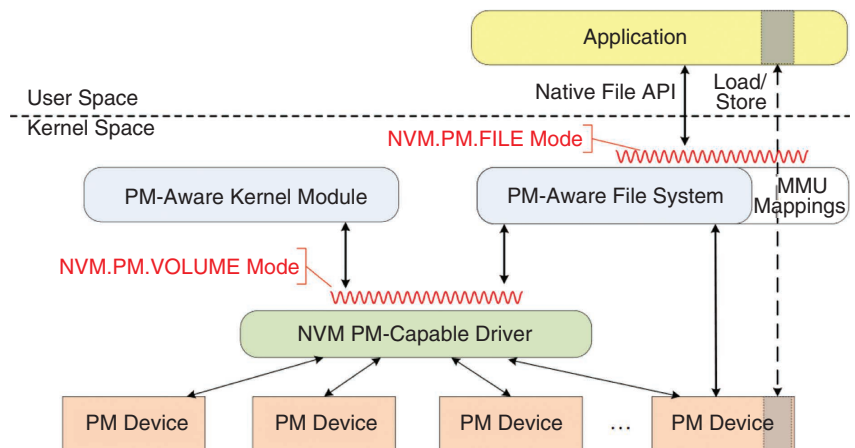 Application
Native File API
Load/
Store
User Space
Kernel Space
NVM.PM.FILE Mode
PM-Aware Kernel Module
PM-Aware File System
MMU
Mappings
NVM.PM.VOLUME Mode
NVM PM-Capable Driver
PM Device
PM Device
PM Device
...
PM Device